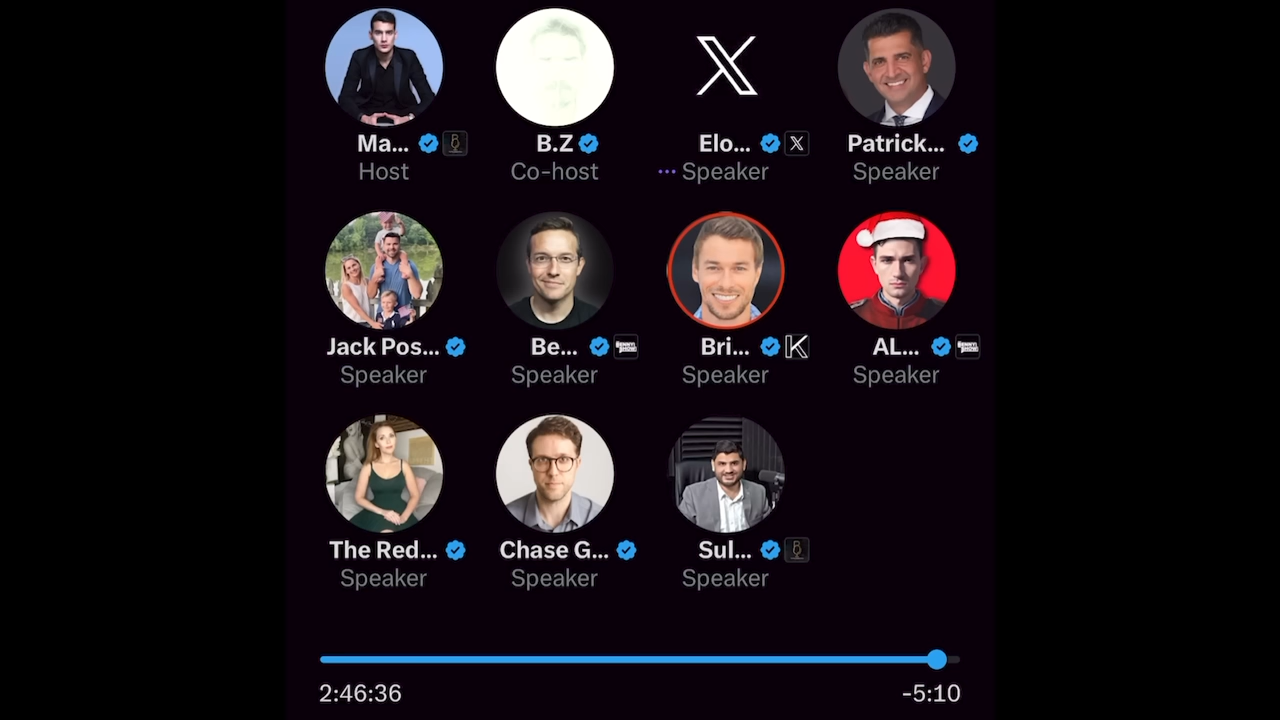 Ma... B.Z Elo... Patrick...
Host Co-host Speaker Speaker
Jack Pos... Be... Bri... AL...
Speaker Speaker Speaker Speaker
The Red... Chase G... Sul...
Speaker Speaker Speaker
2:46:36 -5:10